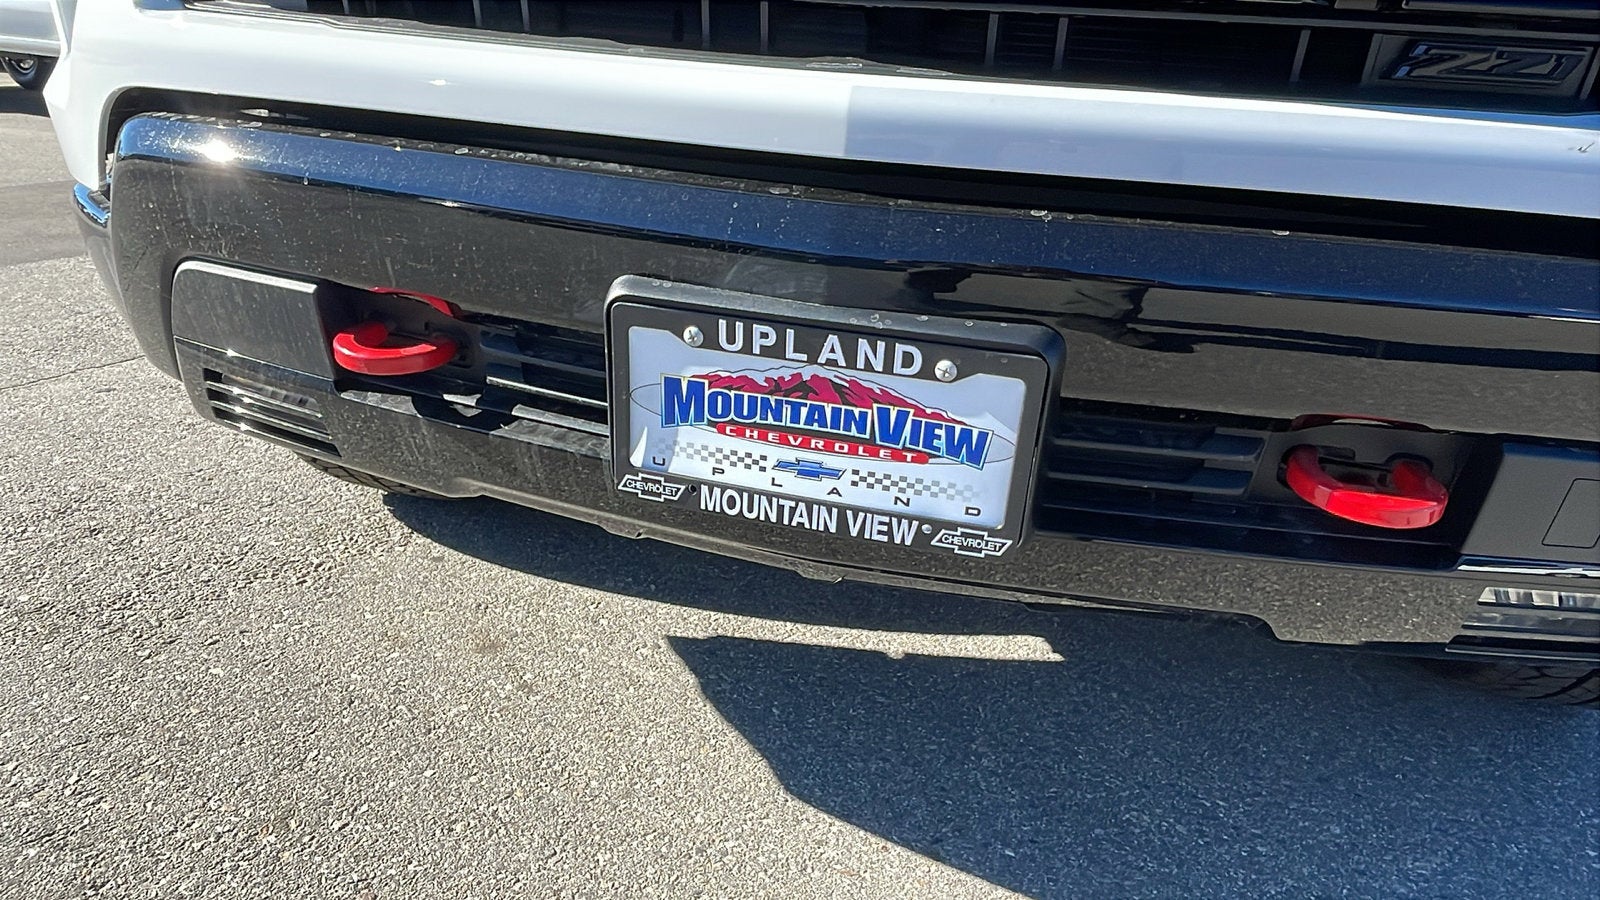 Z71
UPLAND
MOUNTAIN VIEW
CHEVROLET
UPLAND
CHEVROLET
MOUNTAIN VIEW
CHEVROLET